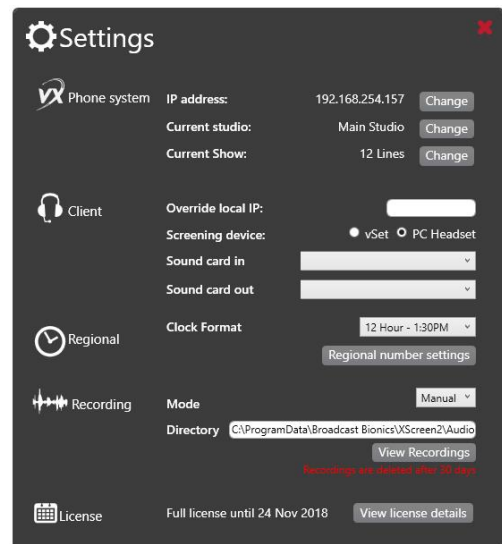 Settings
VX Phone system IP address: 192.168.254.157 Change
Current studio: Main Studio Change
Current Show: 12 Lines Change
Client Override local IP:
Screening device: vSet PC Headset
Sound card in
Sound card out
Regional Clock Format 12 Hour - 1:30PM
Regional number settings
Recording Mode Manual
Directory C:\ProgramData\Broadcast Bionics\XScreen2\Audio
View Recordings
Recordings are deleted after 30 days
License Full license until 24 Nov 2018 View license details